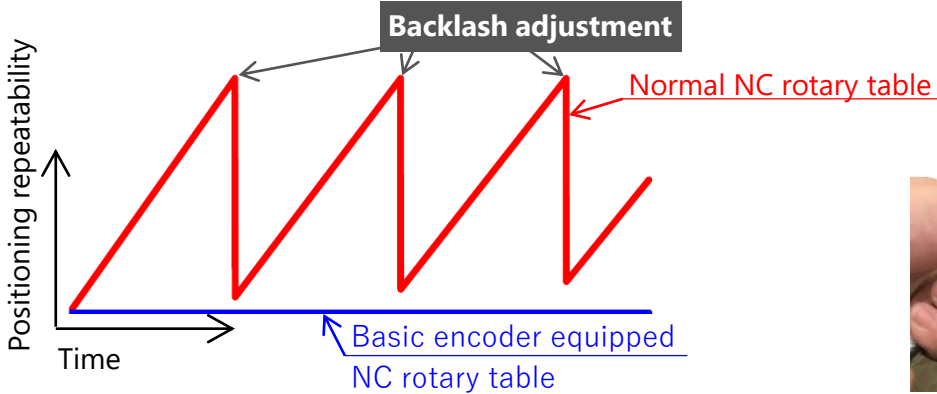 Backlash adjustment
Normal NC rotary table
Positioning repeatability
Time
Basic encoder equipped
NC rotary table